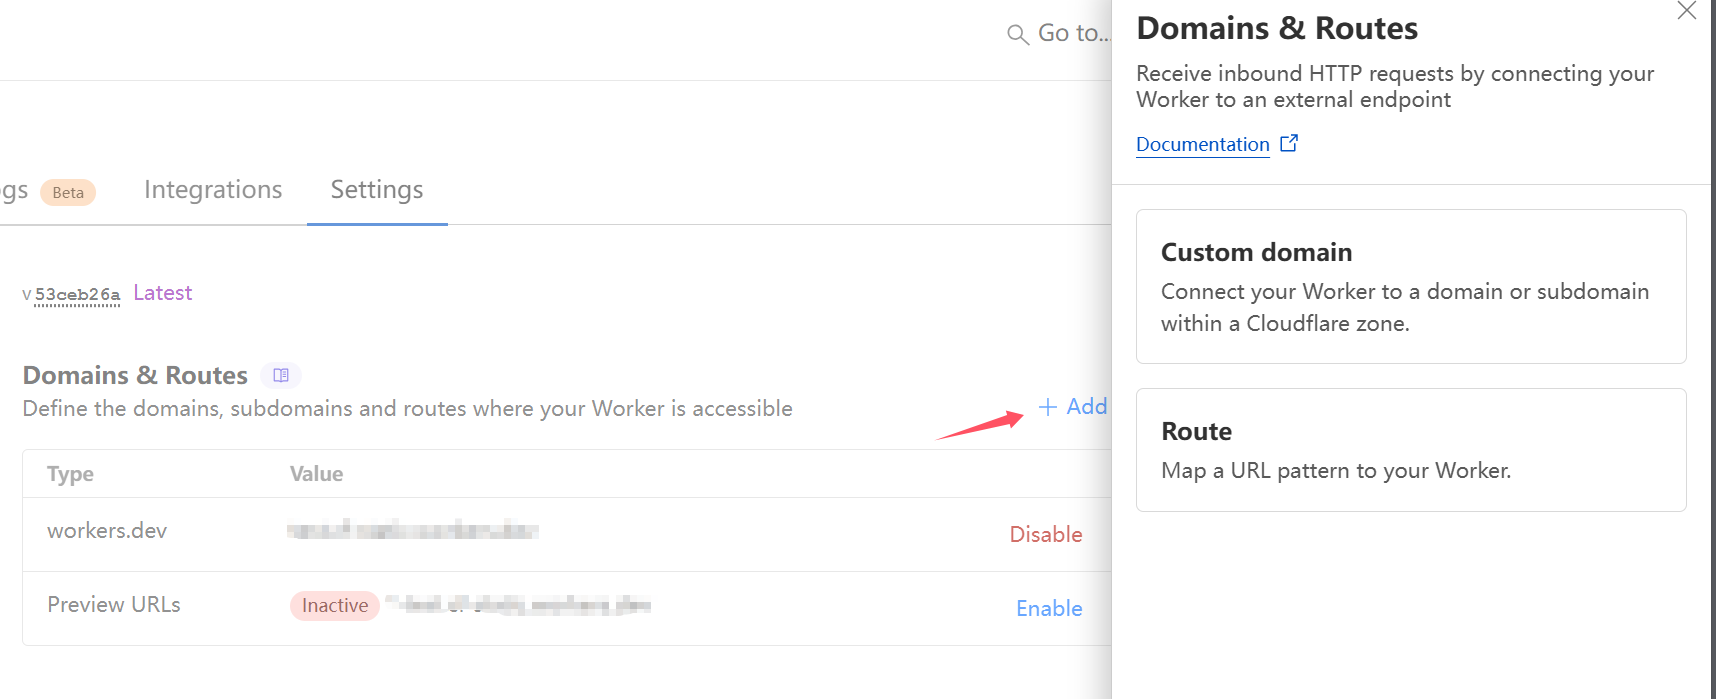 Go to...
gs Beta
Integrations
Settings
v 53ceb26a Latest
Domains & Routes
Define the domains, subdomains and routes where your Worker is accessible
+ Add
Type Value
workers.dev Disable
Preview URLs Inactive Enable
Domains & Routes
Receive inbound HTTP requests by connecting your
Worker to an external endpoint
Documentation
Custom domain
Connect your Worker to a domain or subdomain
within a Cloudflare zone.
Route
Map a URL pattern to your Worker.